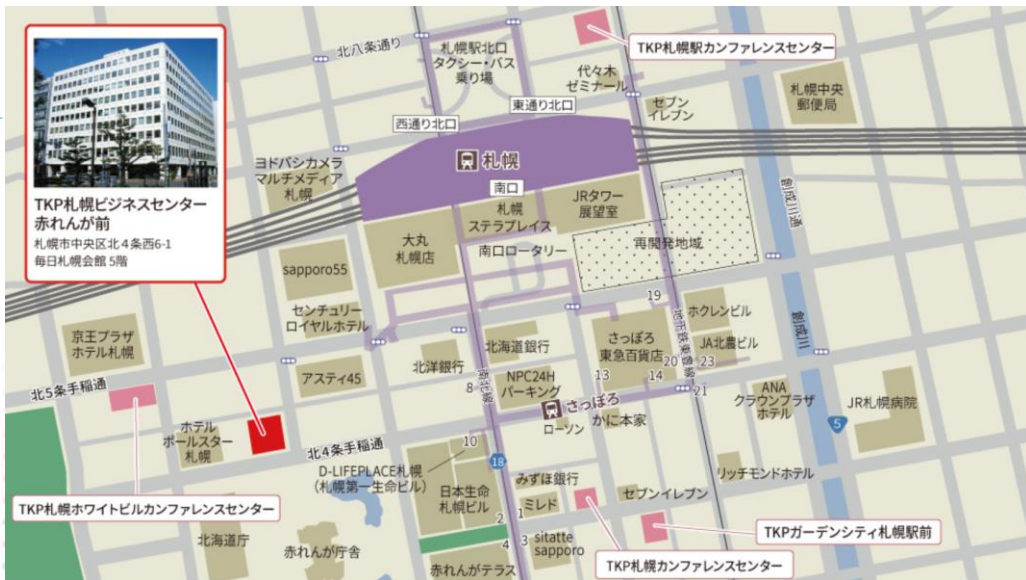 TKP札幌ビジネスセンター
赤れんが前
札幌市中央区北4条西6-1
毎日札幌会館 5階
北八条通り
札幌駅北口
タクシー・バス
乗り場
TKP札幌駅カンファレンスセンター
代々木
ゼミナール
セブン
イレブン
札幌中央
郵便局
東通り北口
西通り北口
札幌
南口
ヨドバシカメラ
マルチメディア
札幌
札幌
ステラプレイス
JRタワー
展望室
大丸
札幌店
南口ロータリー
再開発地域
創成川通
sapporo55
センチュリー
ロイヤルホテル
19
地下鉄東豊線
ホクレンビル
創成川
京王プラザ
ホテル札幌
北洋銀行
北海道銀行
さっぽろ
東急百貨店
JA北農ビル
20
23
アスティ45
8
南北線
NPC24H
パーキング
13
14
21
北5条手稲通
さっぽろ
ローソン
かに本家
ANA
クラウンプラザ
ホテル
JR札幌病院
5
ホテル
ポールスター
札幌
北4条手稲通
10
18
D-LIFEPLACE札幌
(札幌第一生命ビル)
日本生命
札幌ビル
みずほ銀行
ミレド
セブンイレブン
リッチモンドホテル
TKP札幌ホワイトビルカンファレンスセンター
2
1
4
3
sitatte
sapporo
TKPガーデンシティ札幌駅前
北海道庁
赤れんが庁舎
赤れんがテラス
TKP札幌カンファレンスセンター